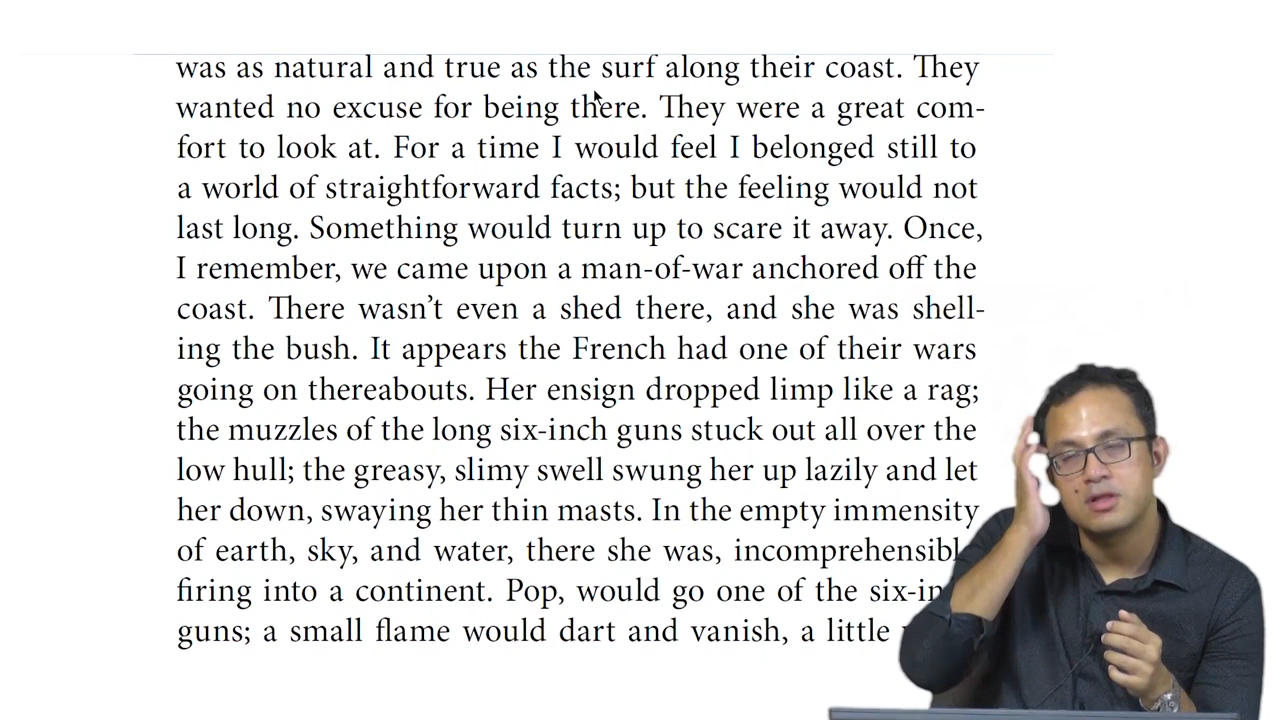 was as natural and true as the surf along their coast. They
wanted no excuse for being there. They were a great com-
fort to look at. For a time I would feel I belonged still to
a world of straightforward facts; but the feeling would not
last long. Something would turn up to scare it away. Once,
I remember, we came upon a man-of-war anchored off the
coast. There wasn’t even a shed there, and she was shell-
ing the bush. It appears the French had one of their wars
going on thereabouts. Her ensign dropped limp like a rag;
the muzzles of the long six-inch guns stuck out all over the
low hull; the greasy, slimy swell swung her up lazily and let
her down, swaying her thin masts. In the empty immensity
of earth, sky, and water, there she was,
firing into a continent. Pop, would go one of the
guns; a small flame would dart and vanish, a little